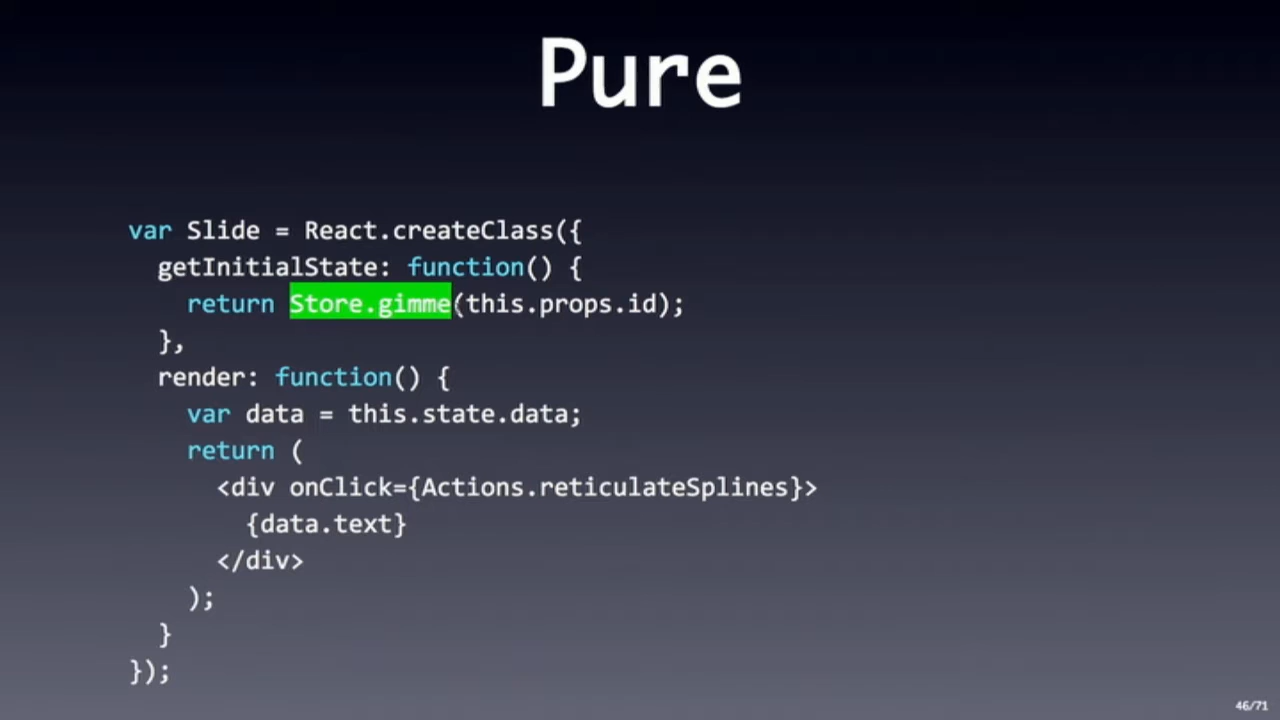 Pure
var Slide = React.createClass({
  getInitialState: function() {
    return Store.gimme(this.props.id);
  },
  render: function() {
    var data = this.state.data;
    return (
      <div onClick={Actions.reticulateSplines}>
        {data.text}
      </div>
    );
  }
});
46/71